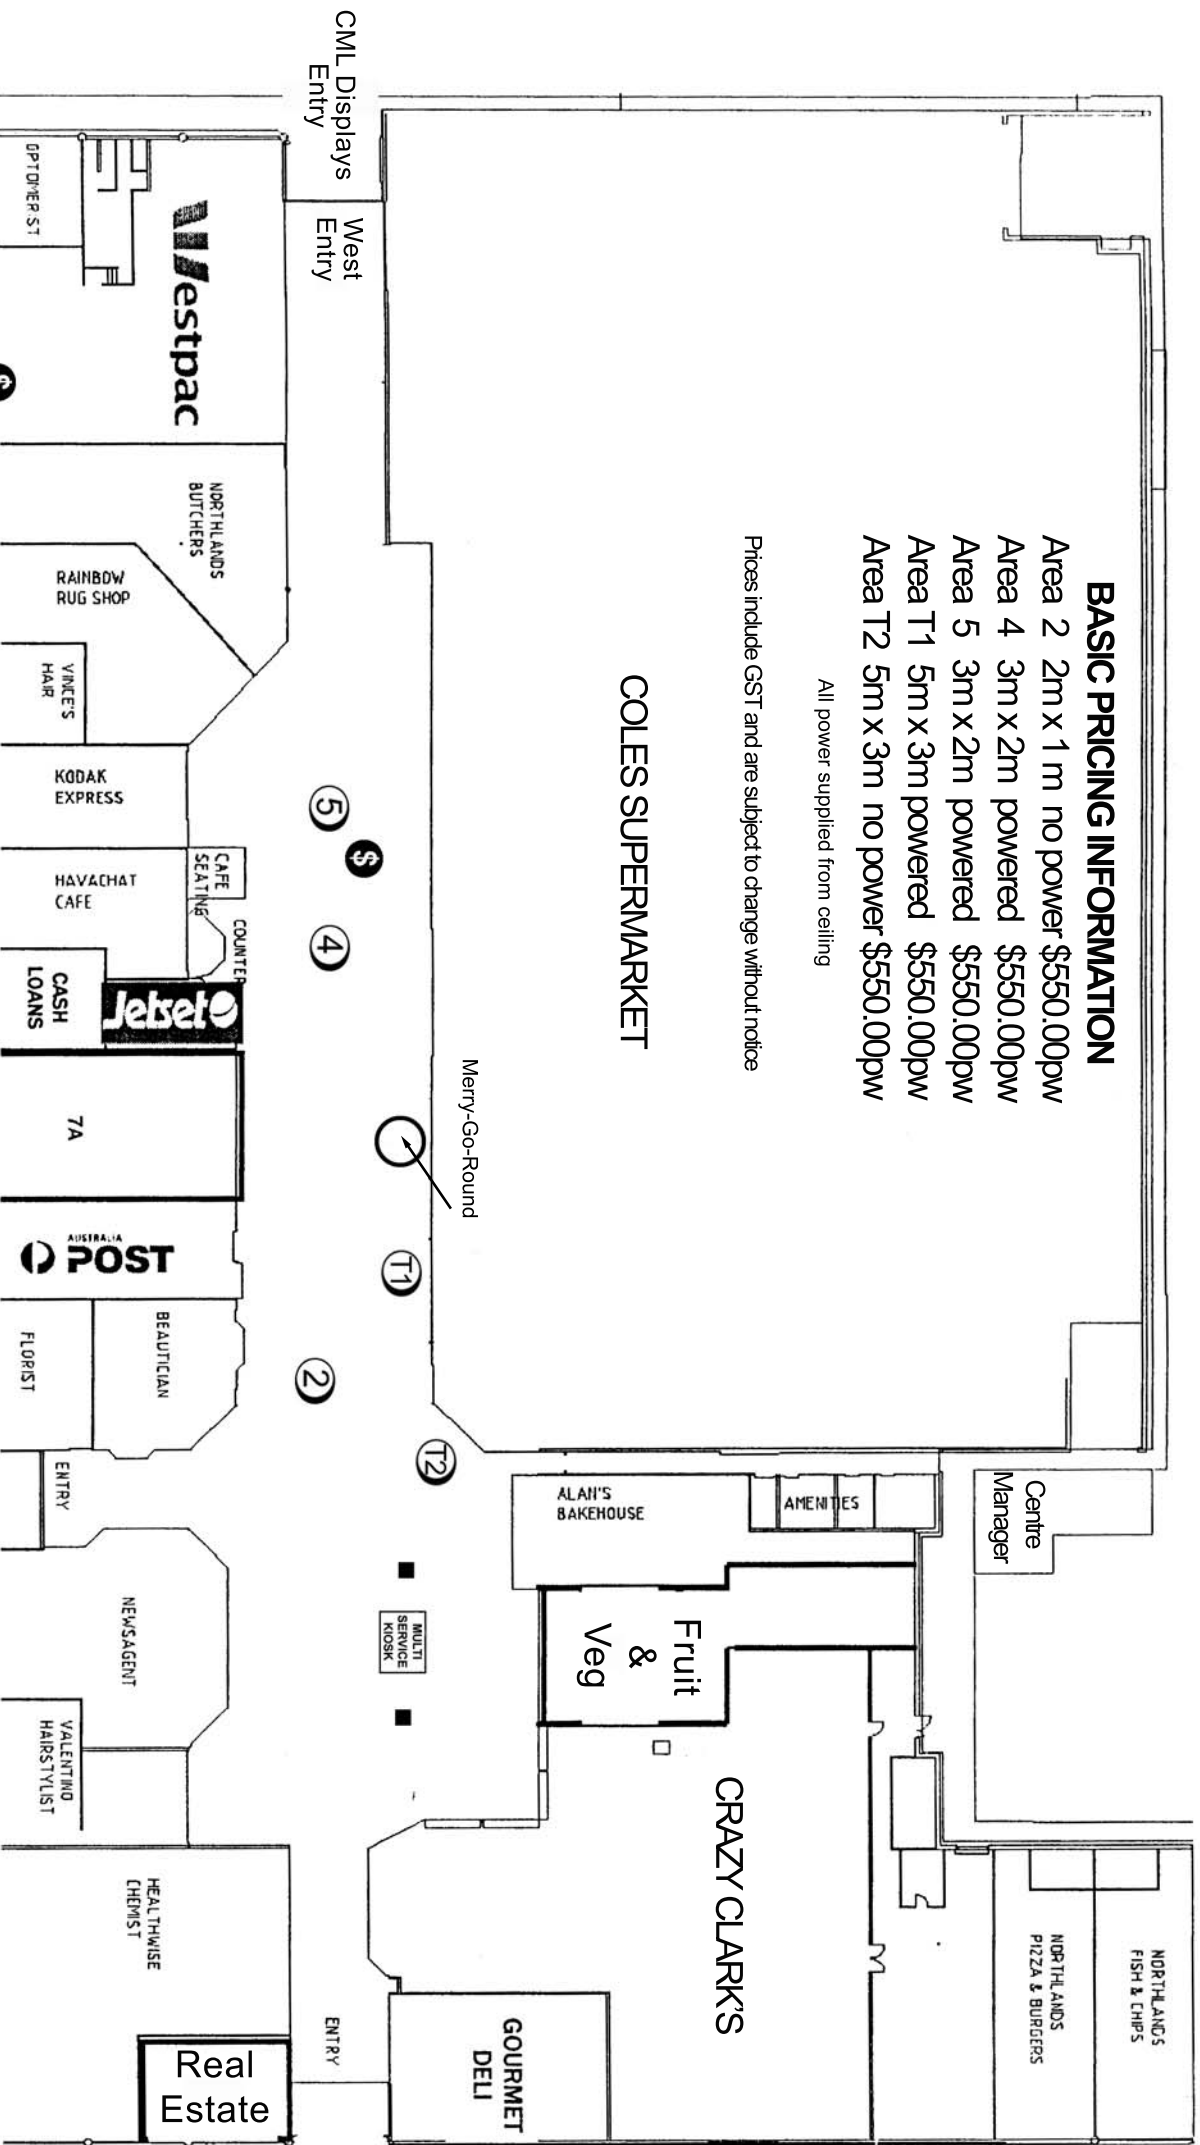 BASIC PRICING INFORMATION
Area 2 2m x 1 m no power $550.00pw
Area 4 3m x 2m powered $550.00pw
Area 5 3m x 2m powered $550.00pw
Area T1 5m x 3m powered $550.00pw
Area T2 5m x 3m no power $550.00pw
All power supplied from ceiling
Prices include GST and are subject to change without notice
COLES SUPERMARKET
Merry-Go-Round
CML Displays
Entry
West
Entry
OPTOMERIST
Westpac
$
NORTHLANDS
BUTCHERS
RAINBOW
RUG SHOP
VINCE'S
HAIR
KODAK
EXPRESS
HAVACHAT
CAFE
CAFE
SEATING
COUNTER
CASH
LOANS
Jetset
7A
AUSTRALIA
POST
BEAUTICIAN
FLORIST
ENTRY
5
$
4
T1
2
T2
NEWSAGENT
VALENTINO
HAIRSTYLIST
HEALTHWISE
CHEMIST
Real
Estate
ENTRY
MULTI
SERVICE
KIOSK
ALAN'S
BAKEHOUSE
AMENITIES
Centre
Manager
Fruit
&
Veg
CRAZY CLARK'S
GOURMET
DELI
NORTHLANDS
PIZZA & BURGERS
NORTHLANDS
FISH & CHIPS